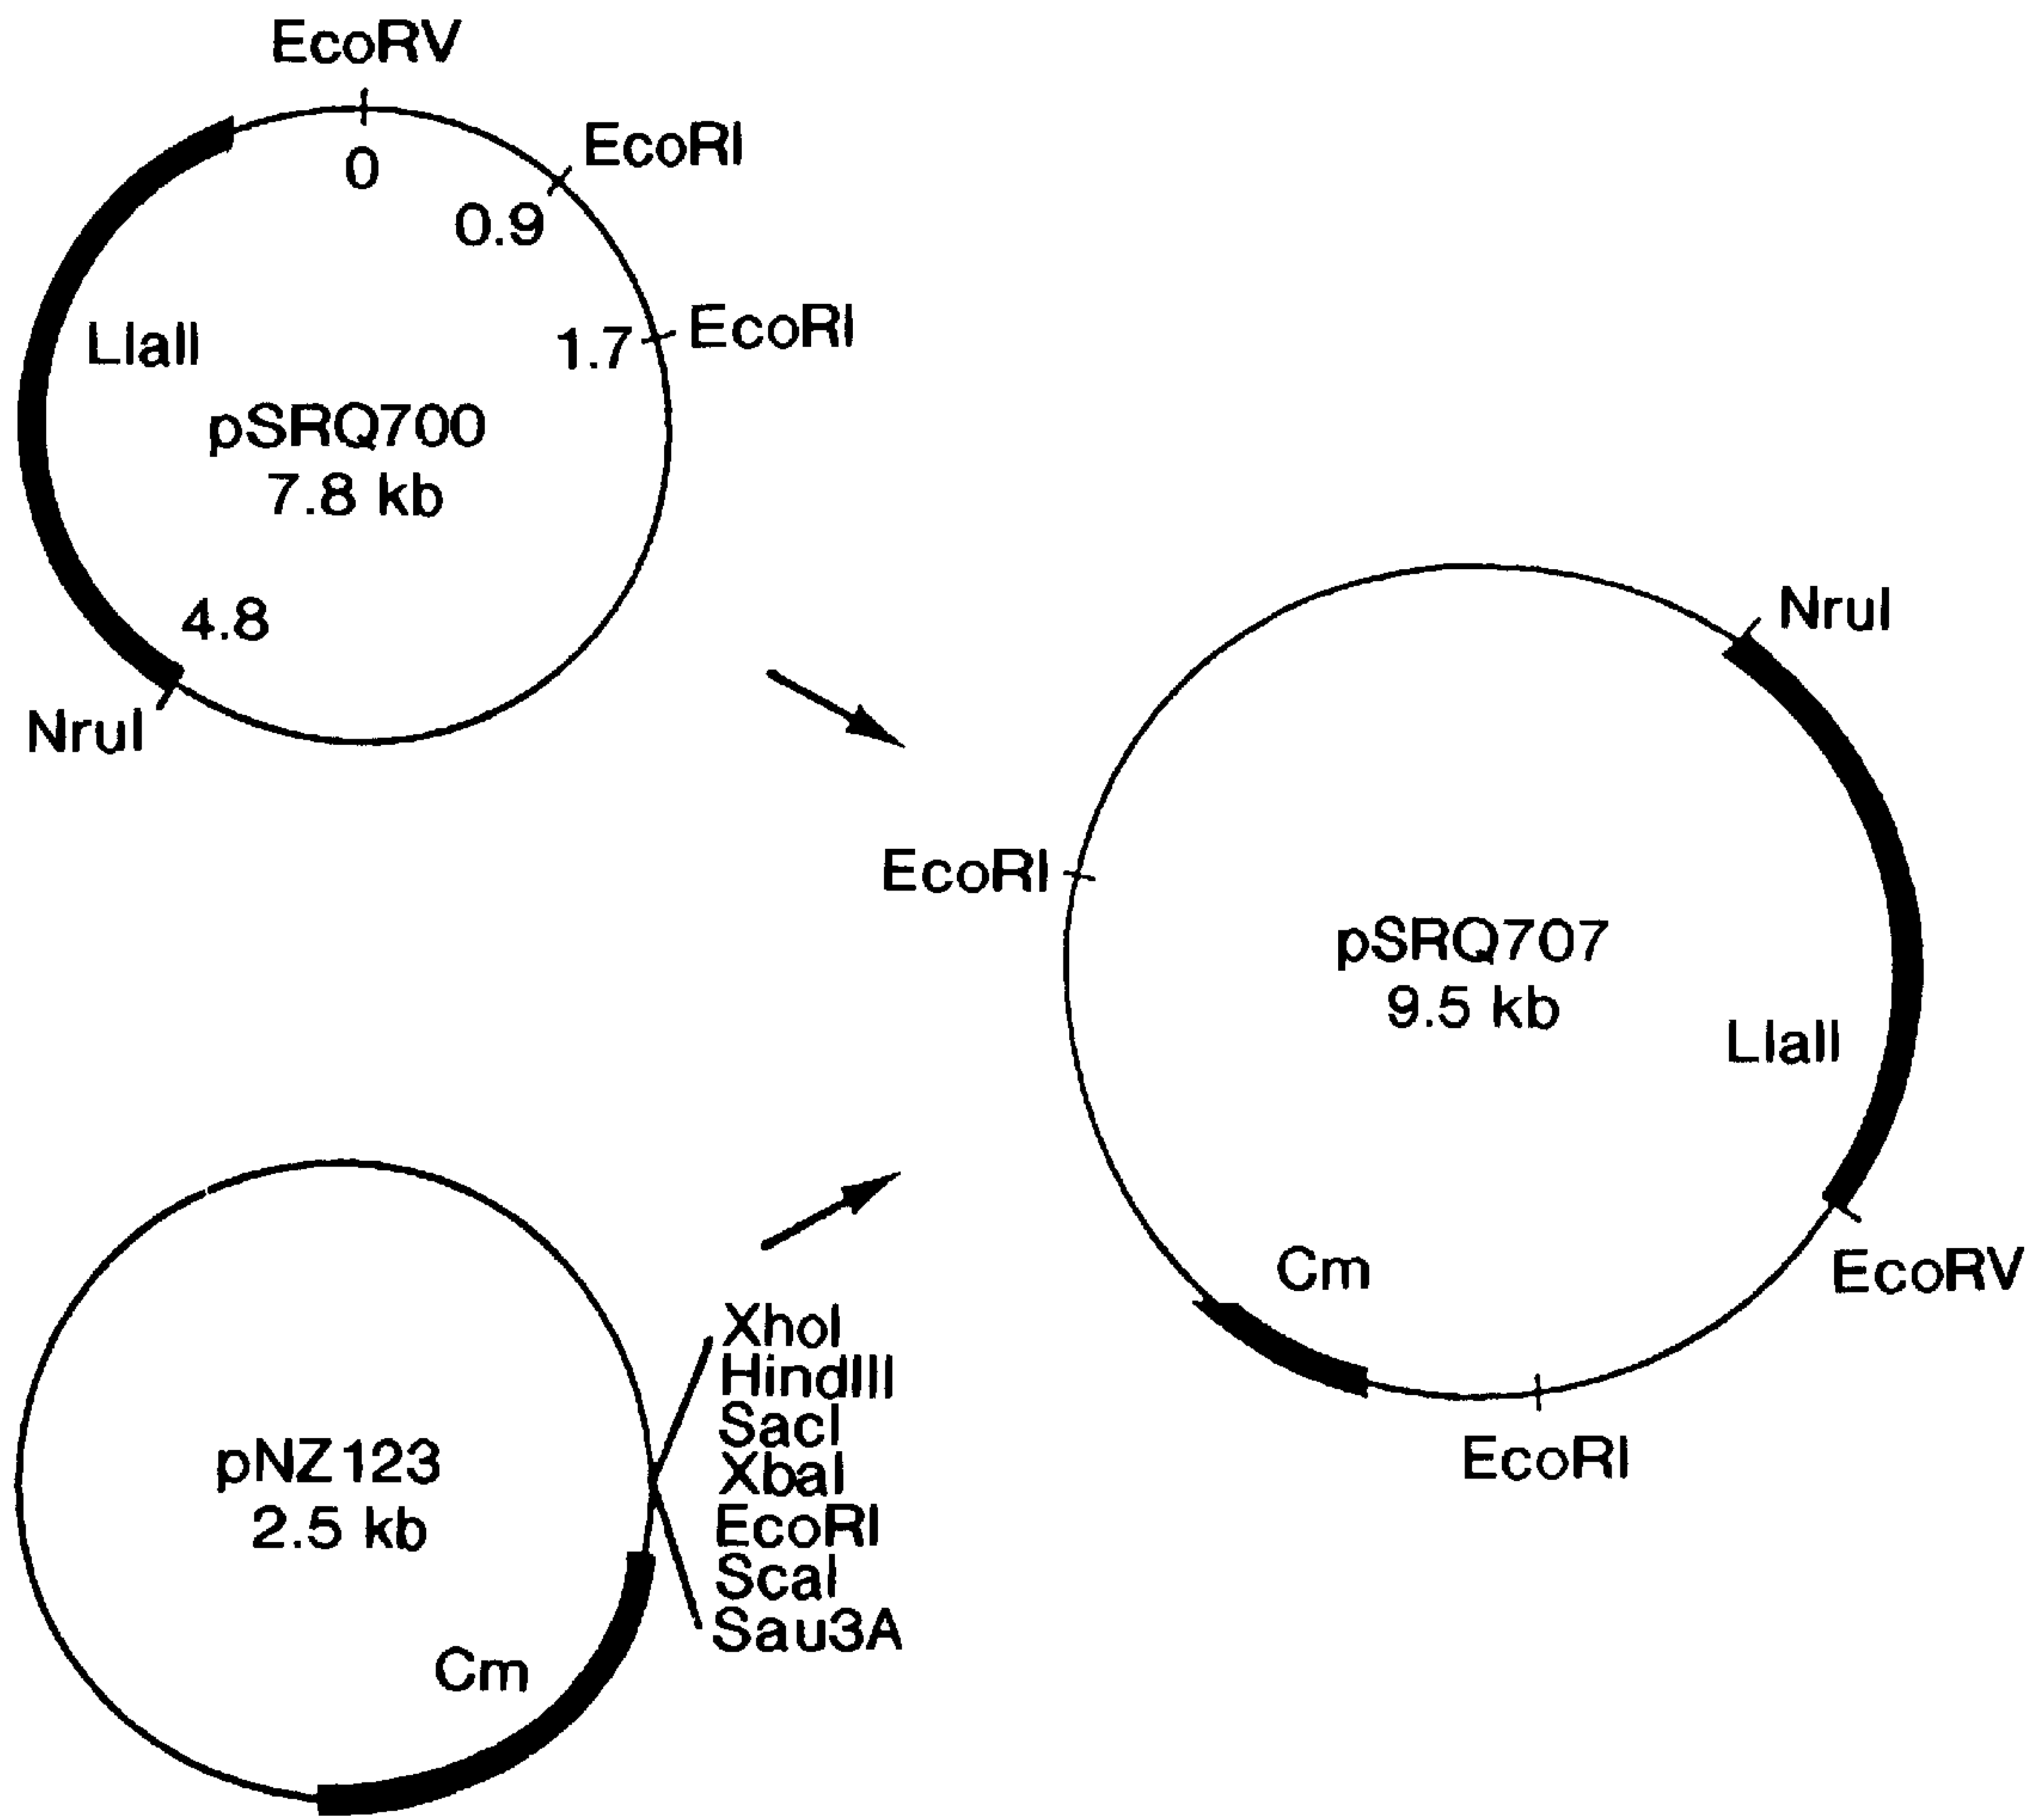 EcoRV
0
EcoRI
0.9
EcoRI
1.7
LlaII
pSRQ700
7.8 kb
4.8
NruI
NruI
EcoRI
pSRQ707
9.5 kb
LlaII
EcoRV
Cm
EcoRI
XhoI
HindIII
SacI
XbaI
EcoRI
ScaI
Sau3A
pNZ123
2.5 kb
Cm